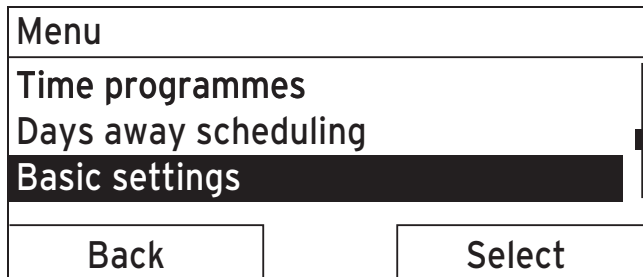 Menu
Time programmes
Days away scheduling
Basic settings
Back Select